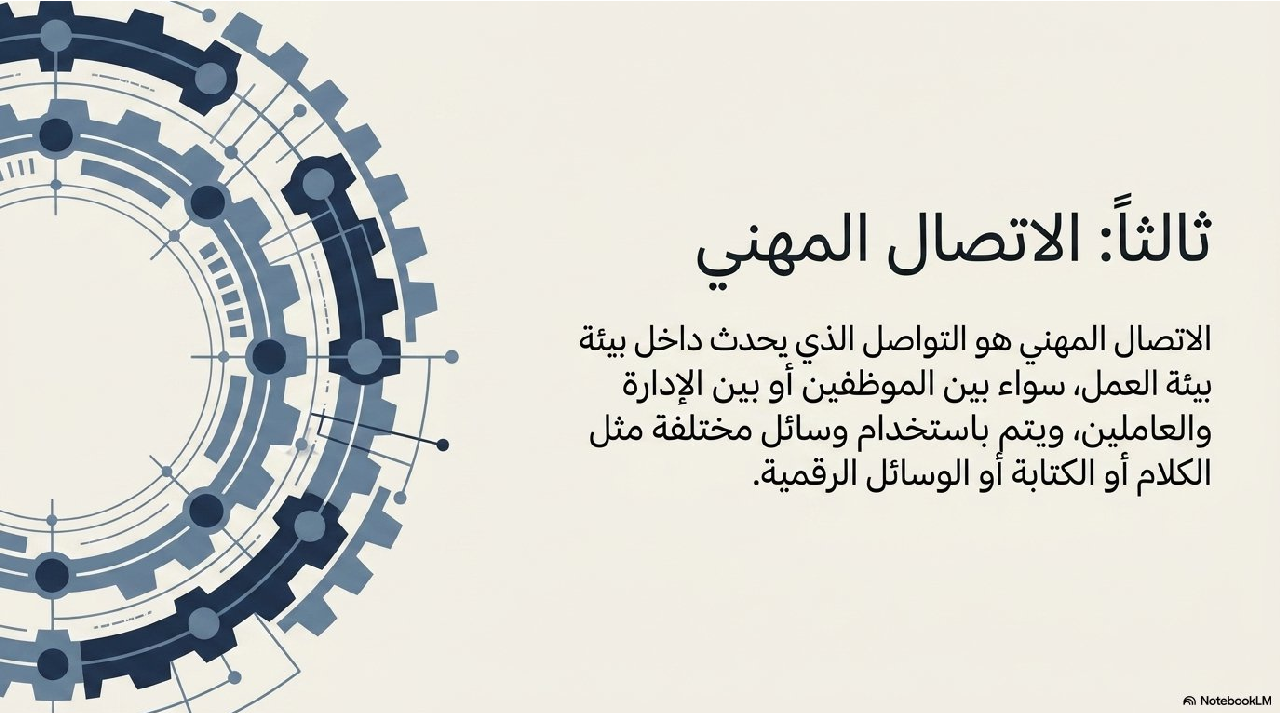 ثالثاً: الاتصال المهني
الاتصال المهني هو التواصل الذي يحدث داخل بيئة
بيئة العمل، سواء بين الموظفين أو بين الإدارة
والعاملين، ويتم باستخدام وسائل مختلفة مثل
الكلام أو الكتابة أو الوسائل الرقمية.
NotebookLM